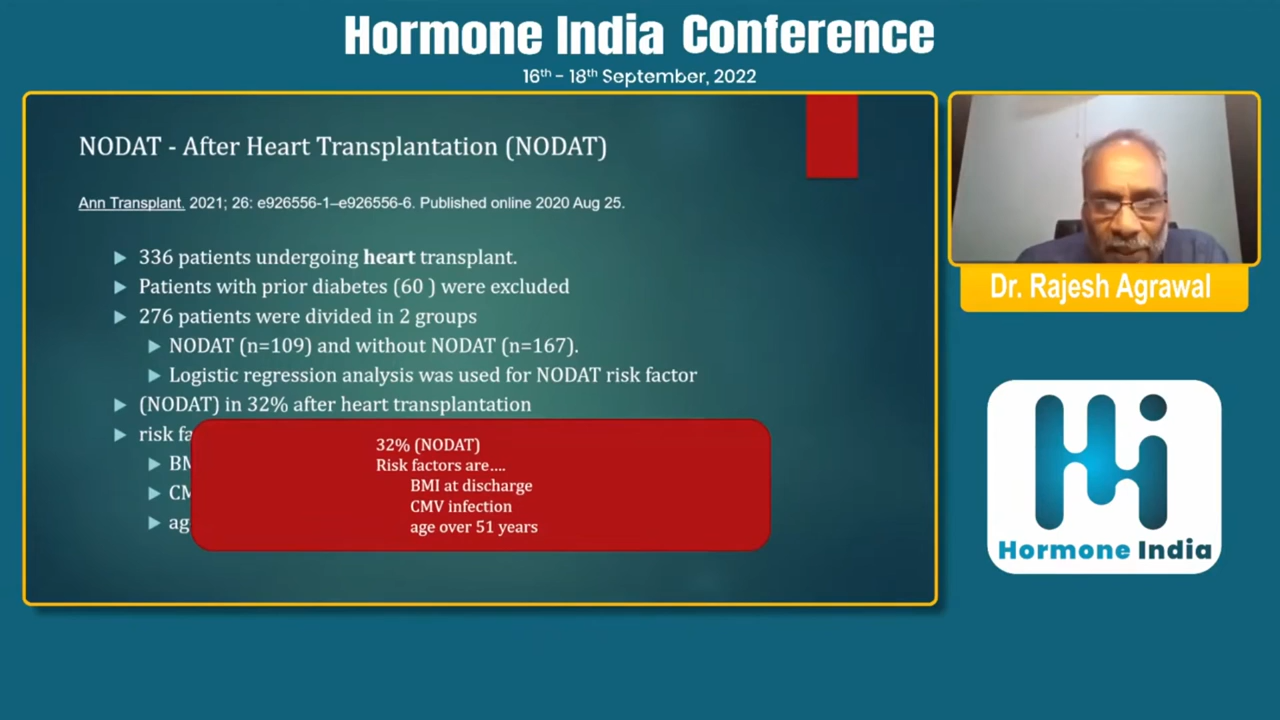 Hormone India Conference
16th - 18th September, 2022
NODAT - After Heart Transplantation (NODAT)
Ann Transplant. 2021; 26: e926556-1–e926556-6. Published online 2020 Aug 25.
336 patients undergoing heart transplant.
Patients with prior diabetes (60 ) were excluded
276 patients were divided in 2 groups
NODAT (n=109) and without NODAT (n=167).
Logistic regression analysis was used for NODAT risk factor
(NODAT) in 32% after heart transplantation
risk fa
BM
CM
ag
32% (NODAT)
Risk factors are....
BMI at discharge
CMV infection
age over 51 years
Dr. Rajesh Agrawal
Hormone India